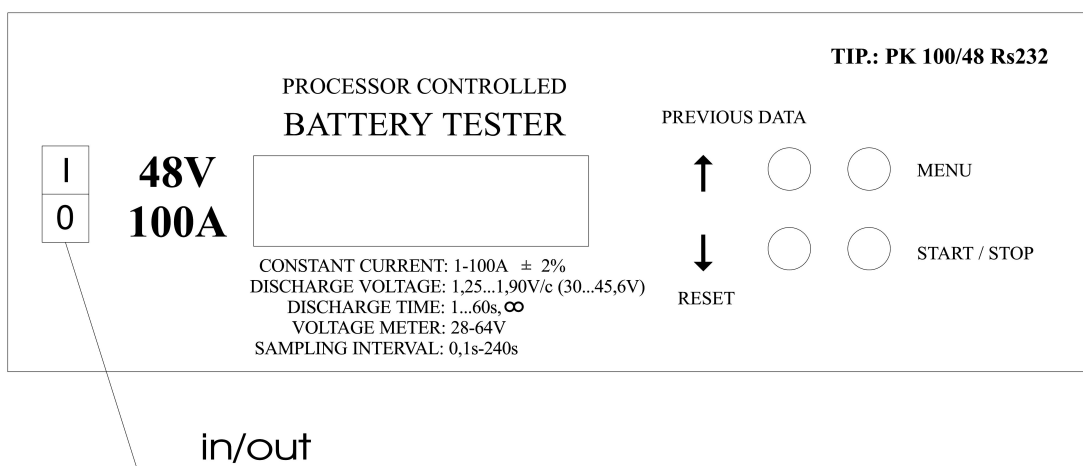 TIP.: PK 100/48 Rs232
PROCESSOR CONTROLLED
BATTERY TESTER
PREVIOUS DATA
I
48V
MENU
0
100A
START / STOP
CONSTANT CURRENT: 1-100A ± 2%
DISCHARGE VOLTAGE: 1,25...1,90V/c (30...45,6V)
DISCHARGE TIME: 1...60s, ∞
RESET
VOLTAGE METER: 28-64V
SAMPLING INTERVAL: 0,1s-240s
in/out